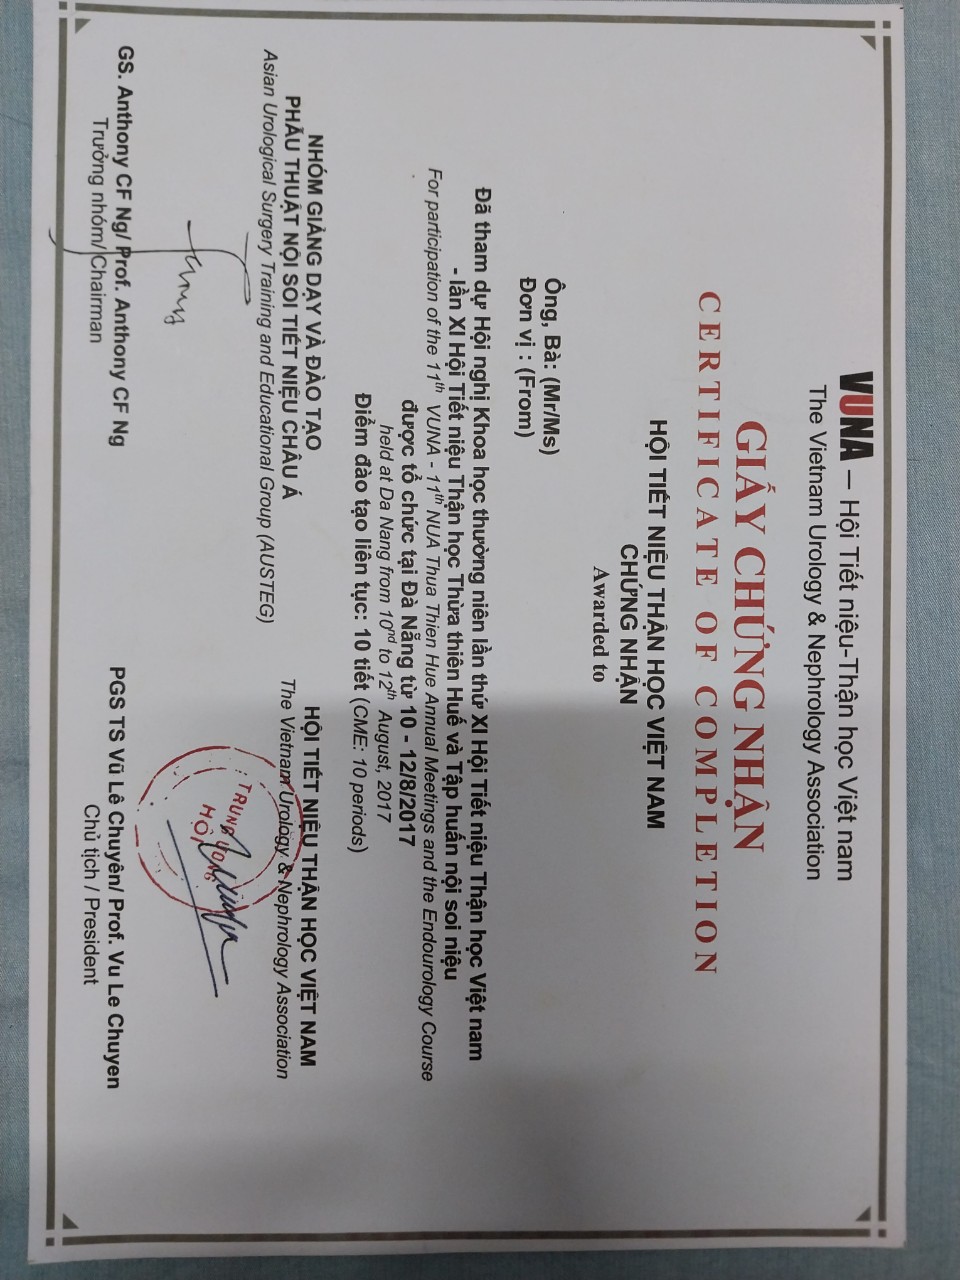 VUNA – Hội Tiết niệu-Thận học Việt nam
The Vietnam Urology & Nephrology Association
GIẤY CHỨNG NHẬN
CERTIFICATE OF COMPLETION
HỘI TIẾT NIỆU THẬN HỌC VIỆT NAM
CHỨNG NHẬN
Awarded to
Ông, Bà: (Mr/Ms)
Đơn vị : (From)
Đã tham dự Hội nghị Khoa học thường niên lần thứ XI Hội Tiết niệu Thận học Việt nam
- lần XI Hội Tiết niệu Thận học Thừa thiên Huế và Tập huấn nội soi niệu
For participation of the 11th VUNA - 11th NUA Thua Thien Hue Annual Meetings and the Endourology Course
được tổ chức tại Đà Nẵng từ 10 - 12/8/2017
held at Da Nang from 10nd to 12th August, 2017
Điểm đào tạo liên tục: 10 tiết (CME: 10 periods)
NHÓM GIẢNG DẠY VÀ ĐÀO TẠO
PHẪU THUẬT NỘI SOI TIẾT NIỆU CHÂU Á
Asian Urological Surgery Training and Educational Group (AUSTEG)
GS. Anthony CF Ng/ Prof. Anthony CF Ng
Trưởng nhóm/ Chairman
HỘI TIẾT NIỆU THẬN HỌC VIỆT NAM
The Vietnam Urology & Nephrology Association
TRUNG ƯƠNG
HỘI
PGS TS Vũ Lê Chuyên/ Prof. Vu Le Chuyen
Chủ tịch / President